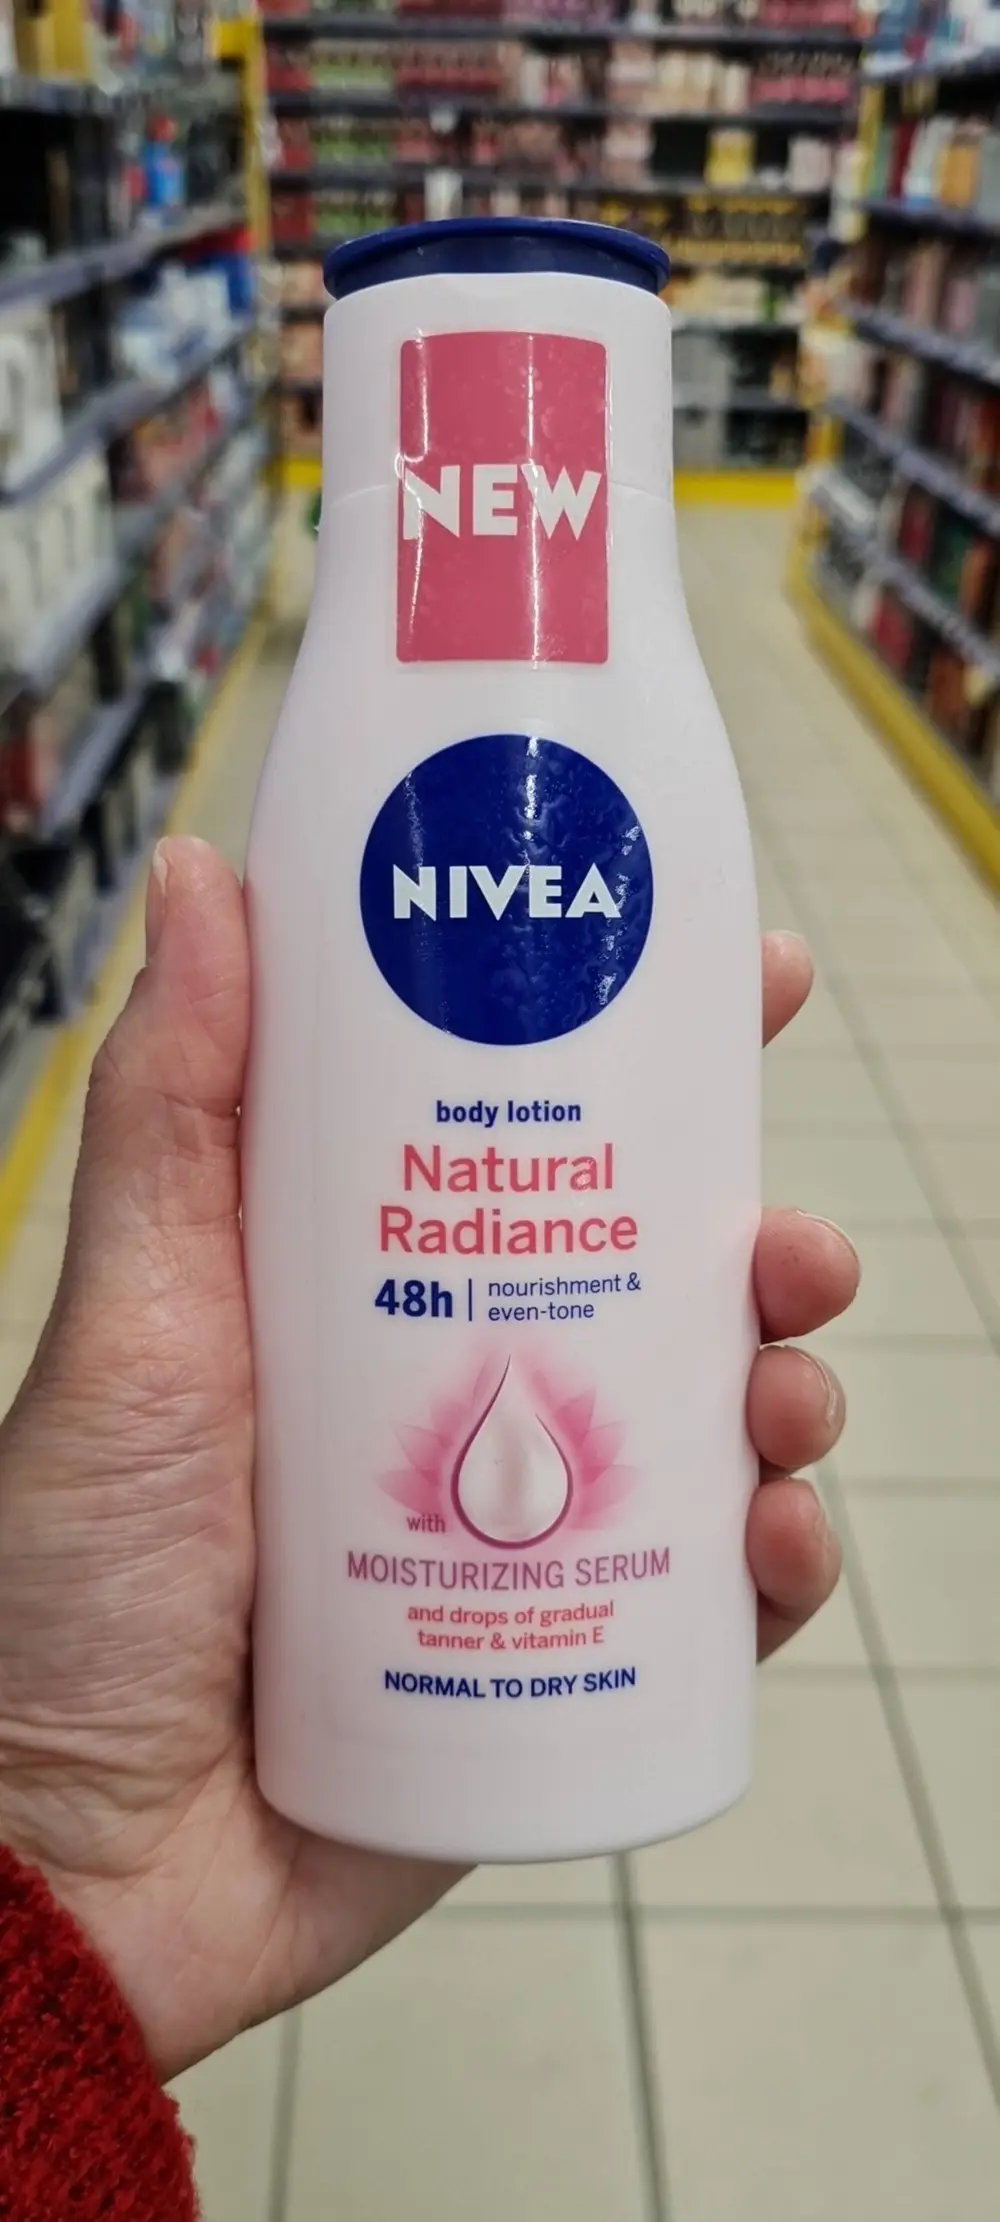 NEW
NIVEA
body lotion
Natural
Radiance
48h | nourishment &
even-tone
with
MOISTURIZING SERUM
and drops of gradual
tanner & vitamin E
NORMAL TO DRY SKIN